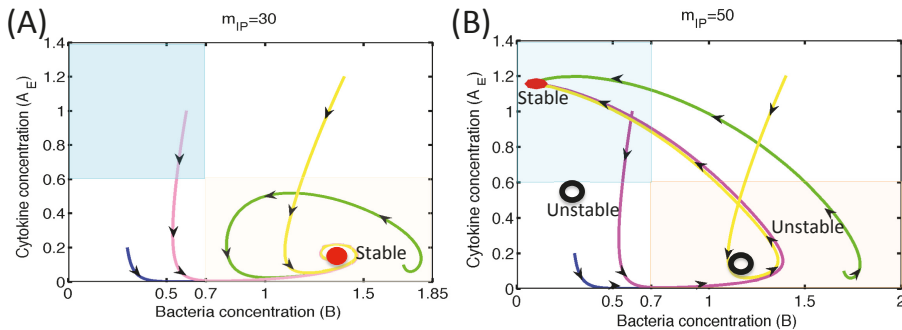 (A)
m_IP=30
Cytokine concentration (A_E)
1.4
1.2
1
0.8
0.6
0.4
0.2
0
Stable
0 0.5 0.7 1 1.5 1.85
Bacteria concentration (B)
(B)
m_IP=50
Cytokine concentration (A_E)
1.4
1.2
1
0.8
0.6
0.4
0.2
0
Stable
Unstable
Unstable
0 0.5 0.7 1 1.5 2
Bacteria concentration (B)